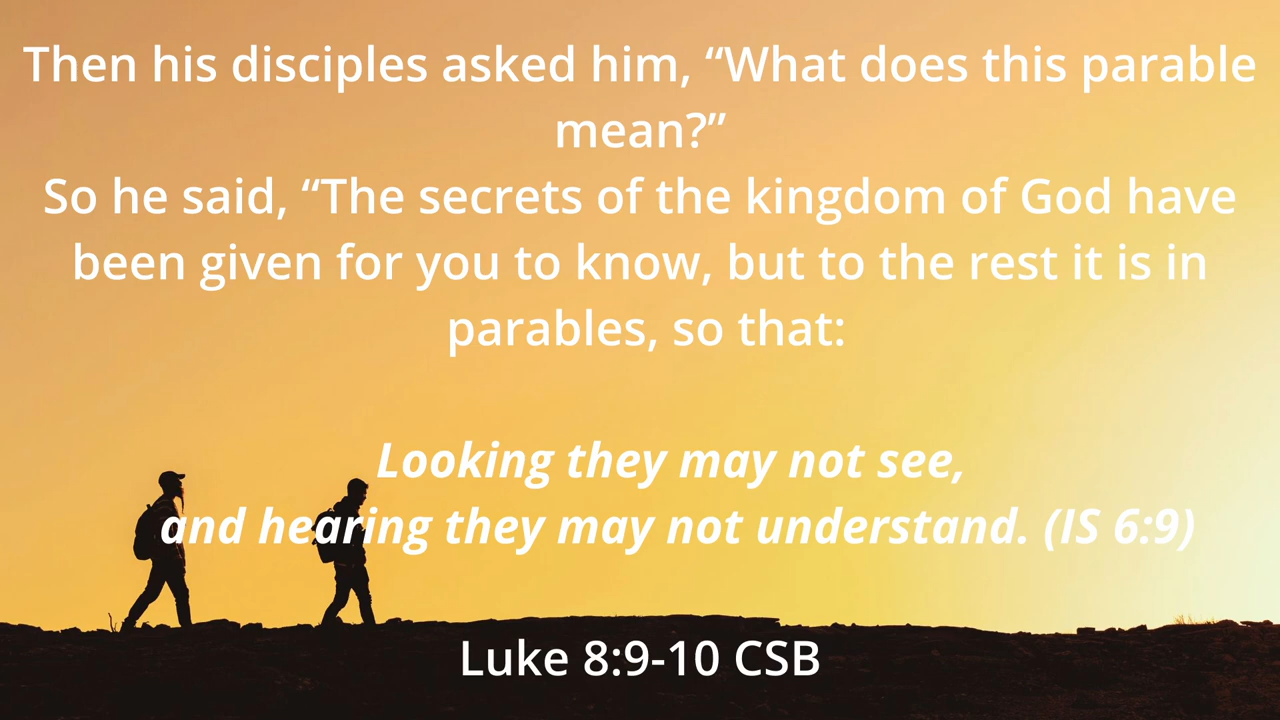 Then his disciples asked him, “What does this parable
mean?”
So he said, “The secrets of the kingdom of God have
been given for you to know, but to the rest it is in
parables, so that:
Looking they may not see,
and hearing they may not understand. (IS 6:9)
Luke 8:9-10 CSB